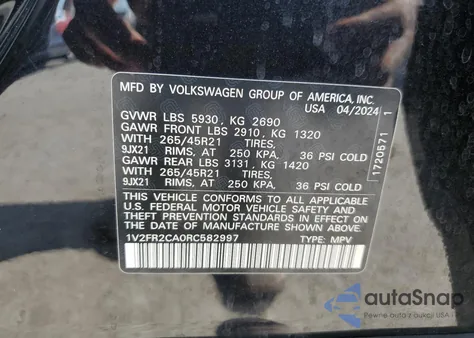 MFD BY VOLKSWAGEN GROUP OF AMERICA, INC.
USA 04/2024
GVWR LBS 5930, KG 2690
GAWR FRONT LBS 2910, KG 1320
WITH 265/45R21 TIRES,
9JX21 RIMS, AT 250 KPA, 36 PSI COLD
GAWR REAR LBS 3131, KG 1420
WITH 265/45R21 TIRES,
9JX21 RIMS, AT 250 KPA, 36 PSI COLD
THIS VEHICLE CONFORMS TO ALL APPLICABLE
U.S. FEDERAL MOTOR VEHICLE SAFETY AND
THEFT PREVENTION STANDARDS IN EFFECT ON
THE DATE OF MANUFACTURE SHOWN ABOVE
1V2FR2CA0RC582997 TYPE: MPV
1720571 1
autoSnap